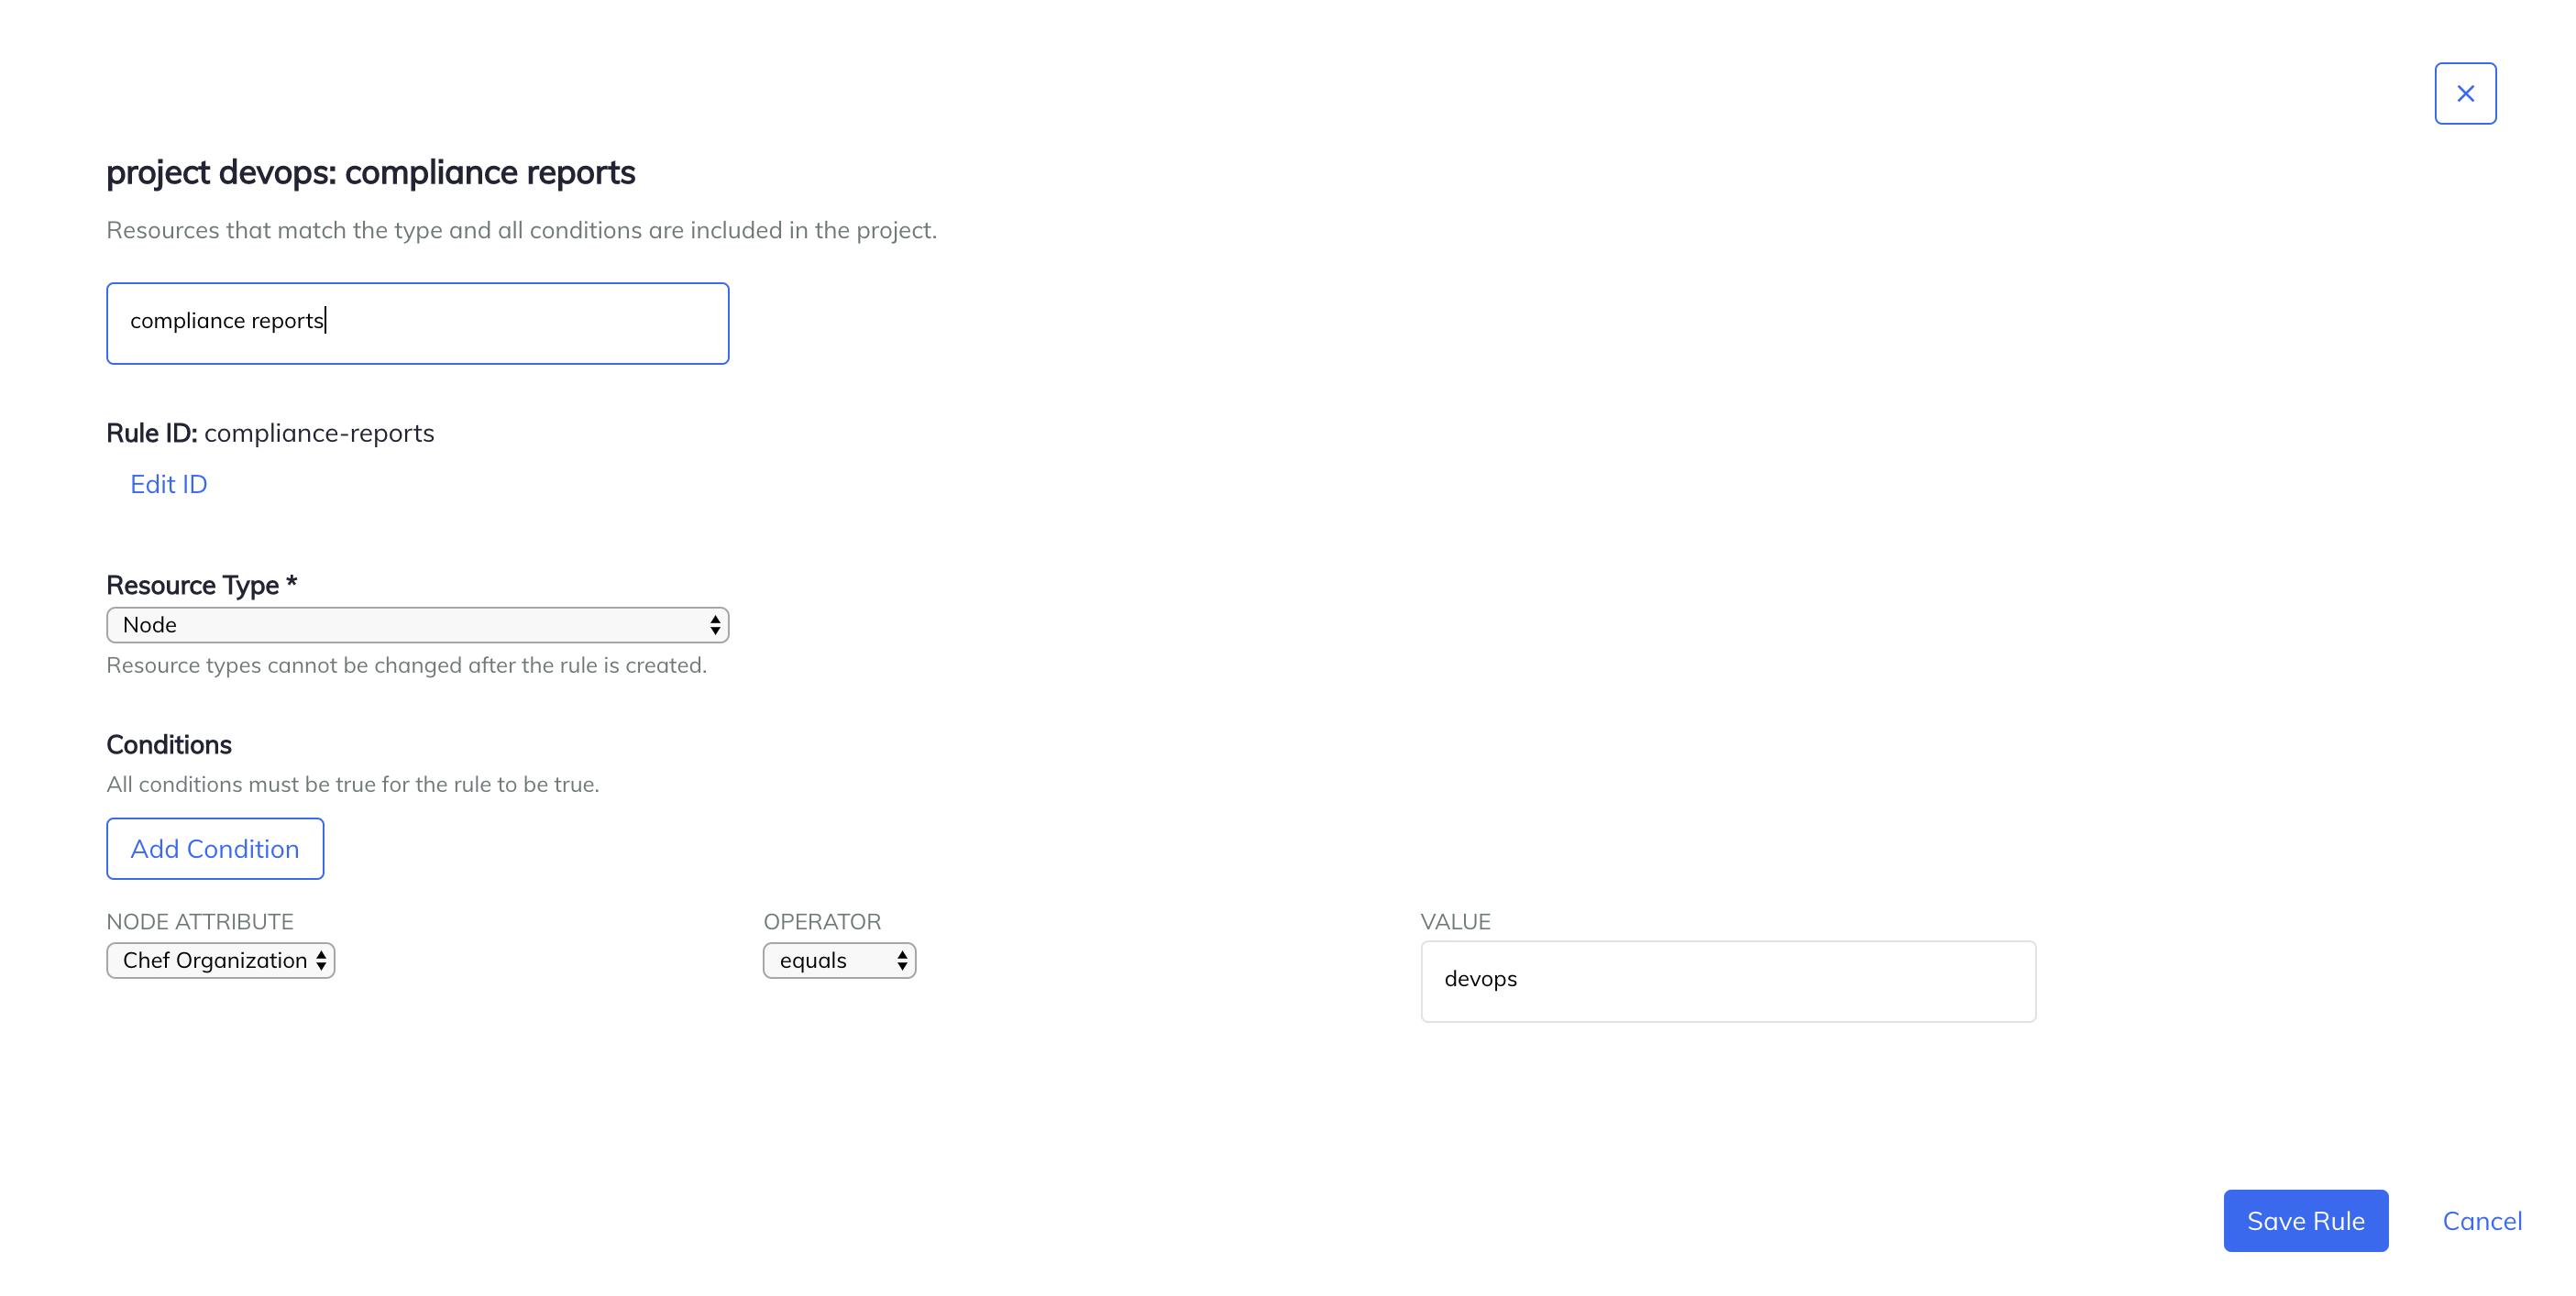 project devops: compliance reports
Resources that match the type and all conditions are included in the project.
compliance reports
Rule ID: compliance-reports
Edit ID
Resource Type *
Node
Resource types cannot be changed after the rule is created.
Conditions
All conditions must be true for the rule to be true.
Add Condition
NODE ATTRIBUTE OPERATOR VALUE
Chef Organization equals devops
Save Rule Cancel